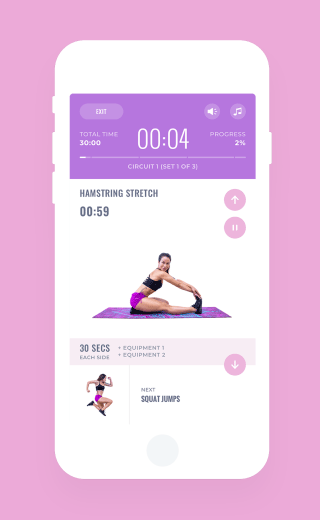 EXIT
TOTAL TIME
30:00
00:04
PROGRESS
2%
CIRCUIT 1 (SET 1 OF 3)
HAMSTRING STRETCH
00:59
30 SECS
EACH SIDE
+ EQUIPMENT 1
+ EQUIPMENT 2
NEXT
SQUAT JUMPS